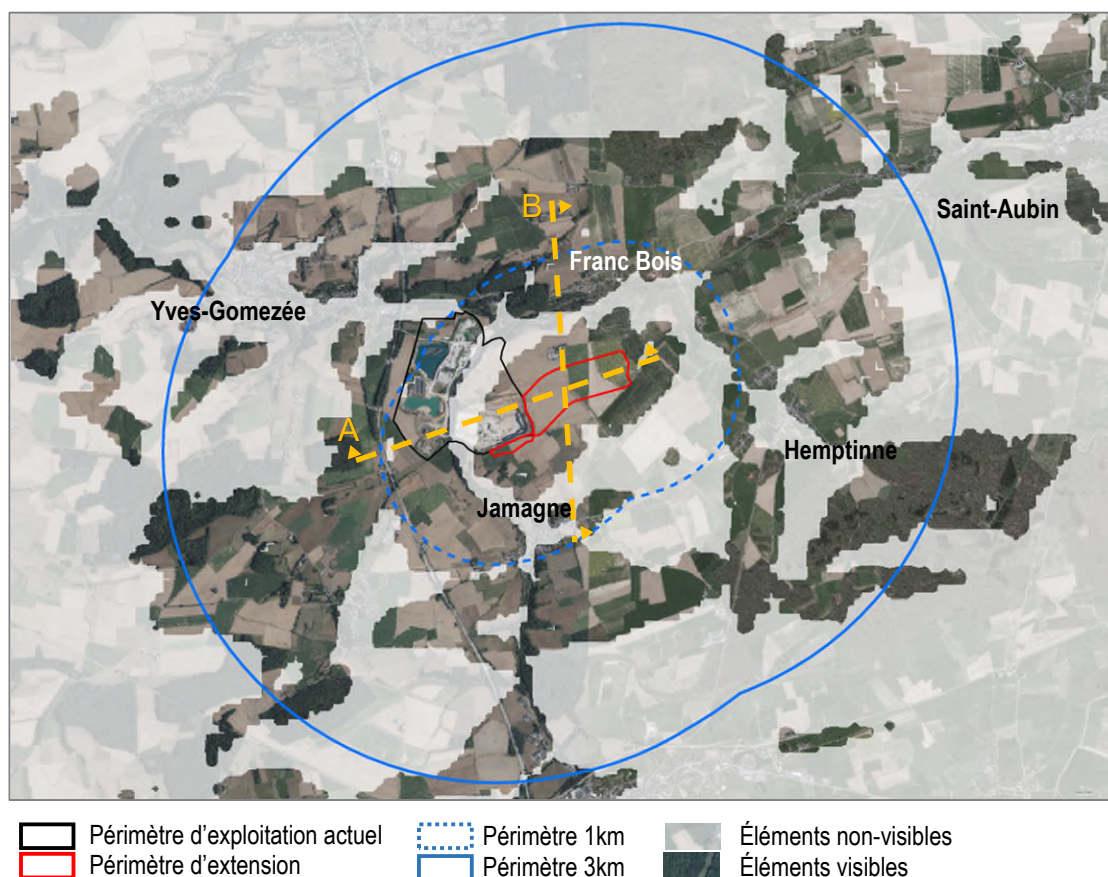 B
Saint-Aubin
Franc Bois
Yves-Gomezée
A
Hemptinne
Jamagne
Périmètre d'exploitation actuel
Périmètre 1km
Éléments non-visibles
Périmètre d'extension
Périmètre 3km
Éléments visibles